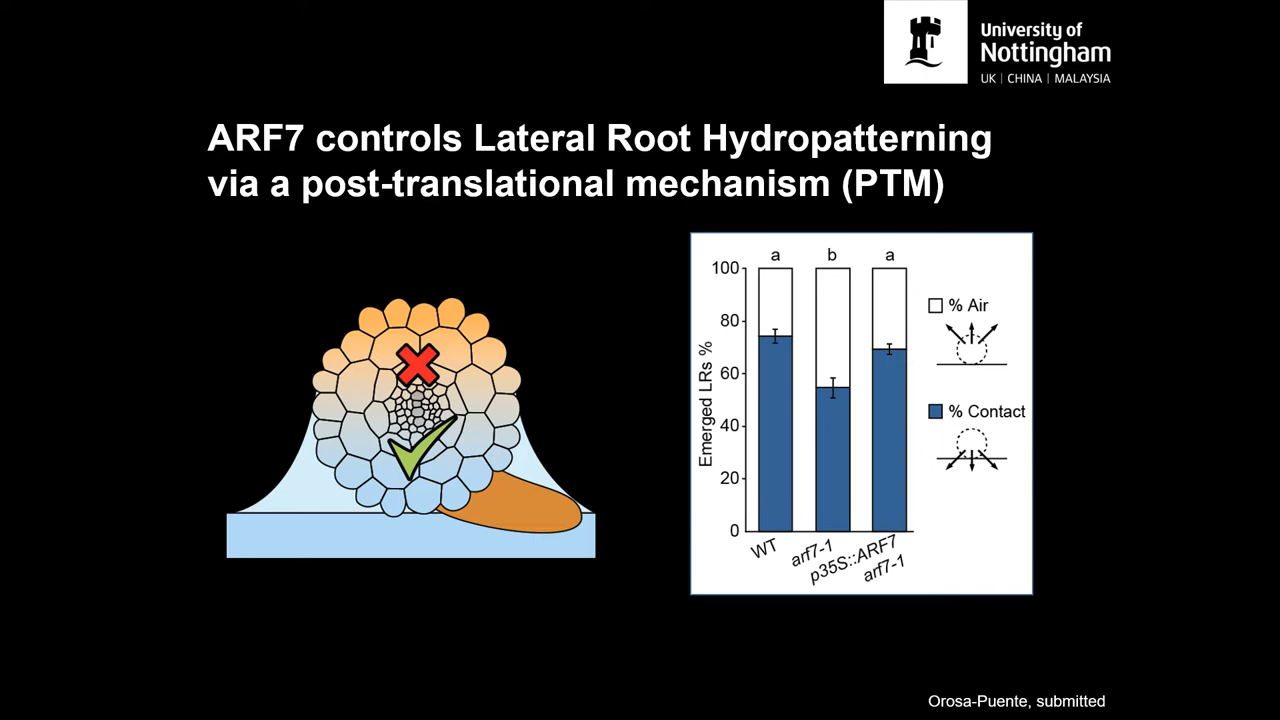 University of
Nottingham
UK | CHINA | MALAYSIA
ARF7 controls Lateral Root Hydropatterning
via a post-translational mechanism (PTM)
a b a
100
80
60
40
20
0
Emerged LRs %
WT
arf7-1
p35S::ARF7
arf7-1
% Air
% Contact
Orosa-Puente, submitted